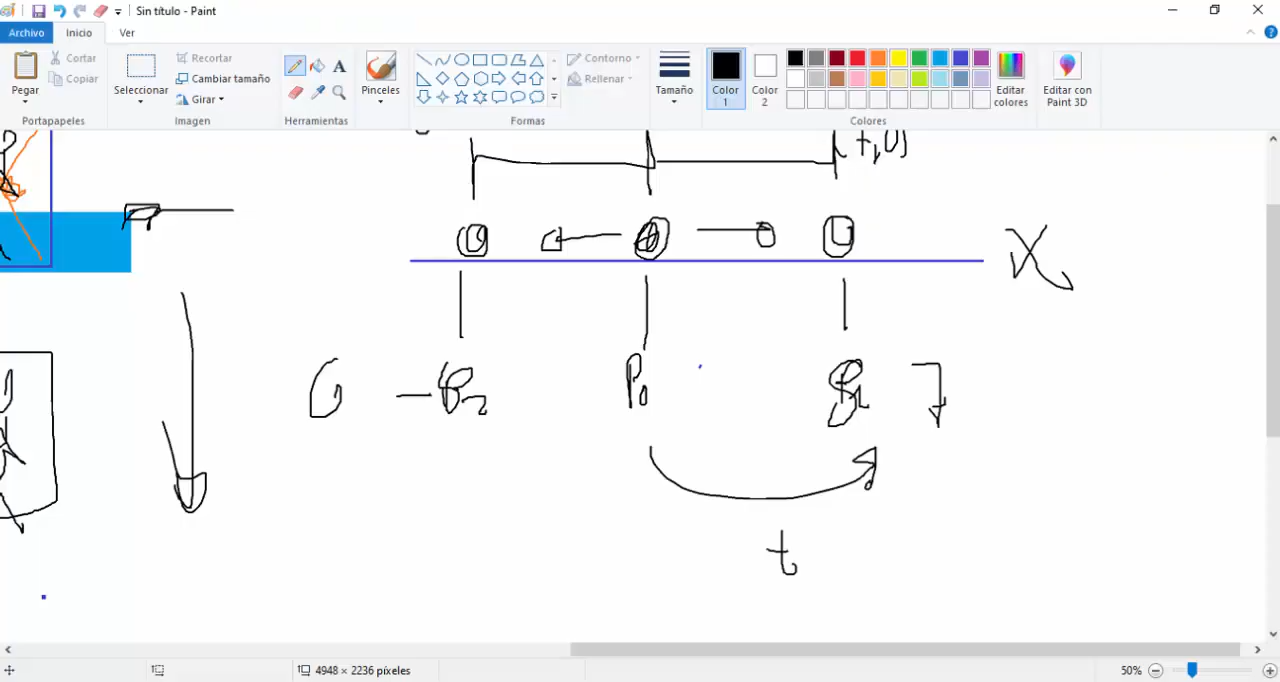 Sin título - Paint
Archivo Inicio Ver
Pegar
Cortar
Copiar
Portapapeles
Seleccionar
Recortar
Cambiar tamaño
Girar
Imagen
A
Herramientas
Pinceles
Contorno
Rellenar
Formas
Tamaño
Color 1
Color 2
Editar colores
Colores
Editar con Paint 3D
X
P0
t
4948 × 2236 píxeles
50%